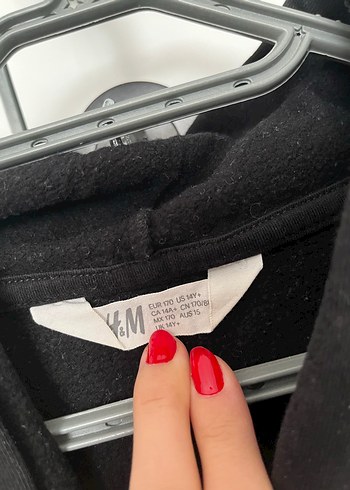 H&M
EUR 170 US 14Y+
CA 14A+ CN 170/8
MX 170 AUS 15
UK 14Y+